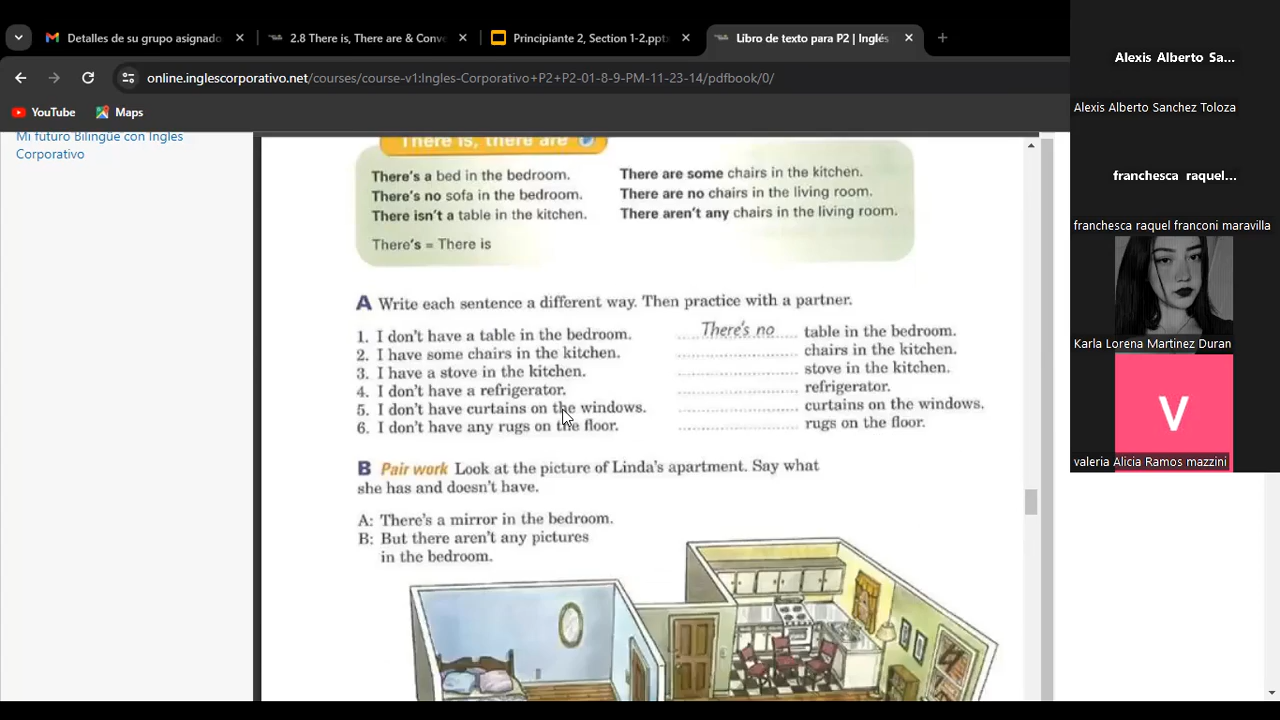 Detalles de su grupo asignado
2.8 There is, There are & Conve
Principiante 2, Section 1-2.pptx
Libro de texto para P2 | Inglés
online.inglescorporativo.net/courses/course-v1:Ingles-Corporativo+P2+P2-01-8-9-PM-11-23-14/pdfbook/0/
YouTube
Maps
Mi futuro Bilingüe con Ingles
Corporativo
There is, there are
There's a bed in the bedroom.
There's no sofa in the bedroom.
There isn't a table in the kitchen.
There's = There is
There are some chairs in the kitchen.
There are no chairs in the living room.
There aren't any chairs in the living room.
A Write each sentence a different way. Then practice with a partner.
1. I don't have a table in the bedroom. There's no table in the bedroom.
2. I have some chairs in the kitchen. .................... chairs in the kitchen.
3. I have a stove in the kitchen. .................... stove in the kitchen.
4. I don't have a refrigerator. .................... refrigerator.
5. I don't have curtains on the windows. .................... curtains on the windows.
6. I don't have any rugs on the floor. .................... rugs on the floor.
B Pair work Look at the picture of Linda's apartment. Say what
she has and doesn't have.
A: There's a mirror in the bedroom.
B: But there aren't any pictures
in the bedroom.
Alexis Alberto Sa...
Alexis Alberto Sanchez Toloza
franchesca raquel...
franchesca raquel franconi maravilla
Karla Lorena Martinez Duran
V
valeria Alicia Ramos mazzini